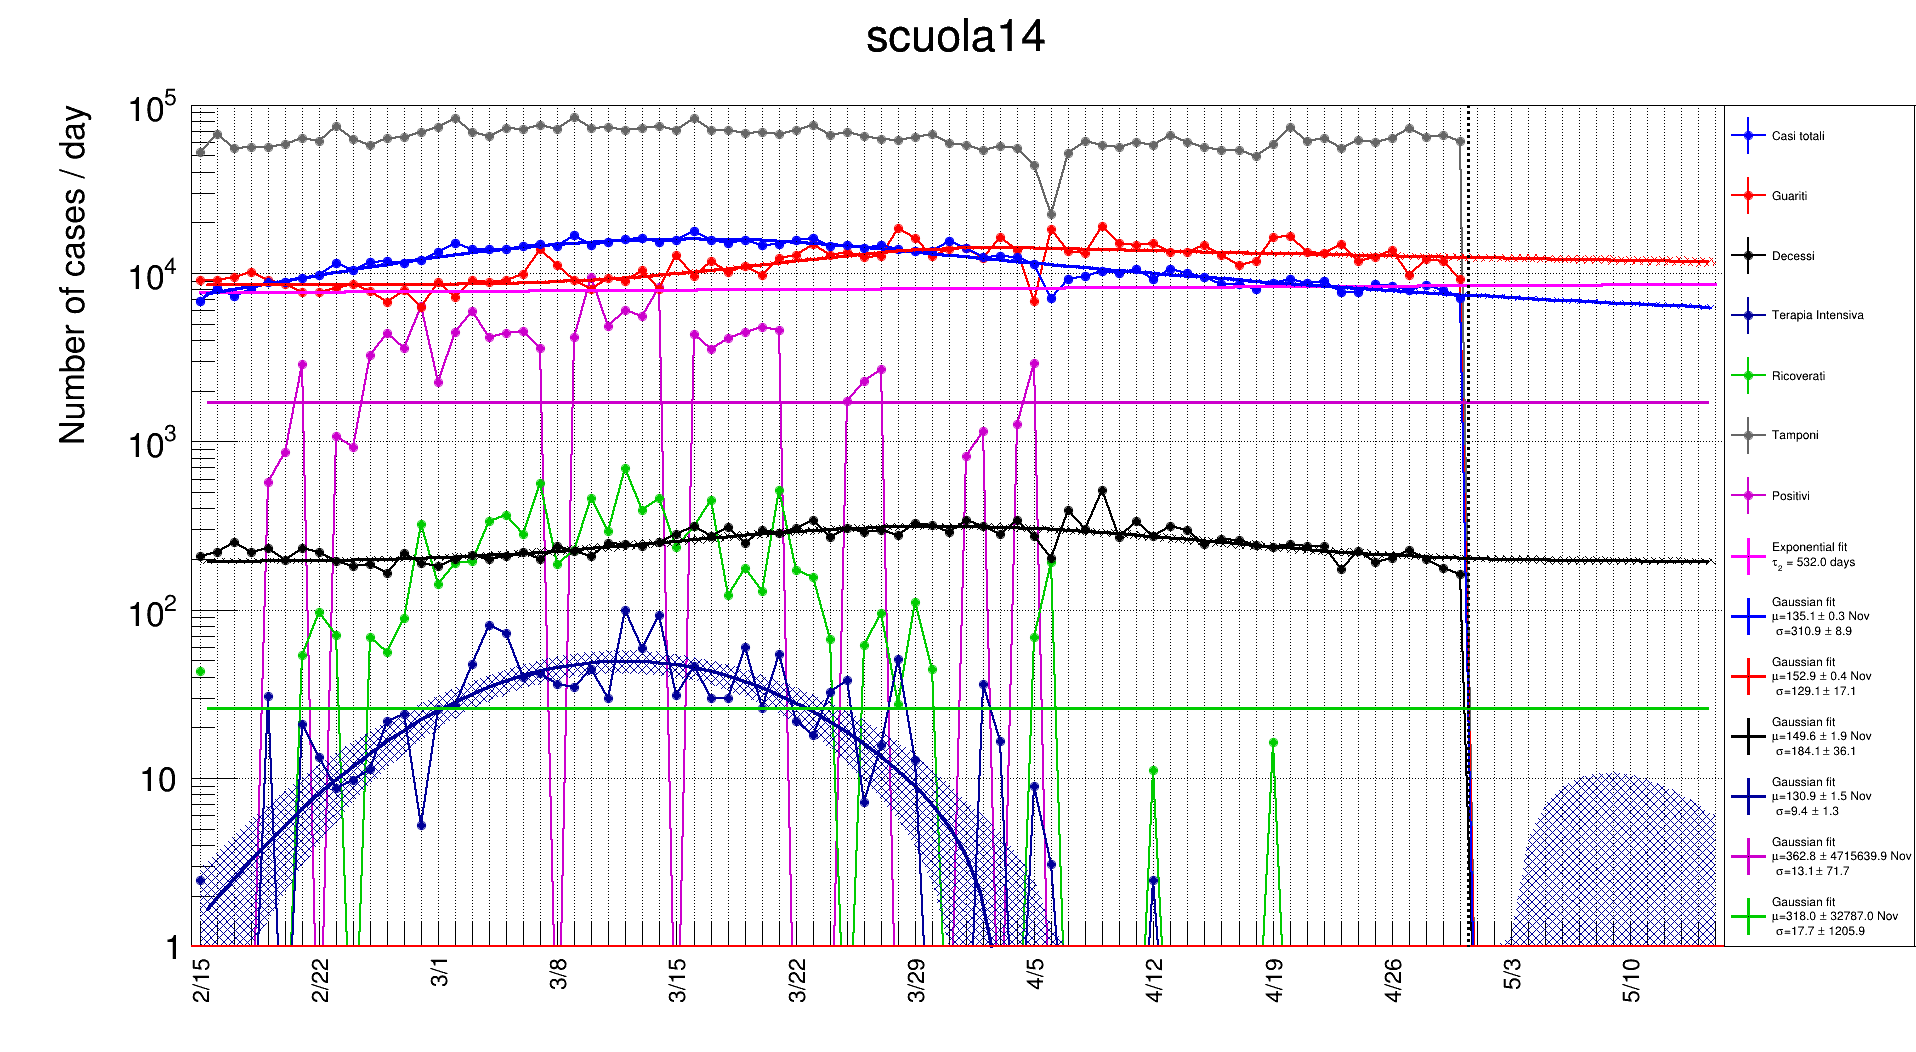 scuola14
Number of cases / day
10^5
10^4
10^3
10^2
10
1
2/15
2/22
3/1
3/8
3/15
3/22
3/29
4/5
4/12
4/19
4/26
5/3
5/10
Casi totali
Guariti
Decessi
Terapia Intensiva
Ricoverati
Tamponi
Positivi
Exponential fit
τ₂ = 532.0 days
Gaussian fit
μ=135.1 ± 0.3 Nov
σ=310.9 ± 8.9
Gaussian fit
μ=152.9 ± 0.4 Nov
σ=129.1 ± 17.1
Gaussian fit
μ=149.6 ± 1.9 Nov
σ=184.1 ± 36.1
Gaussian fit
μ=130.9 ± 1.5 Nov
σ=9.4 ± 1.3
Gaussian fit
μ=362.8 ± 4715639.9 Nov
σ=13.1 ± 71.7
Gaussian fit
μ=318.0 ± 32787.0 Nov
σ=17.7 ± 1205.9